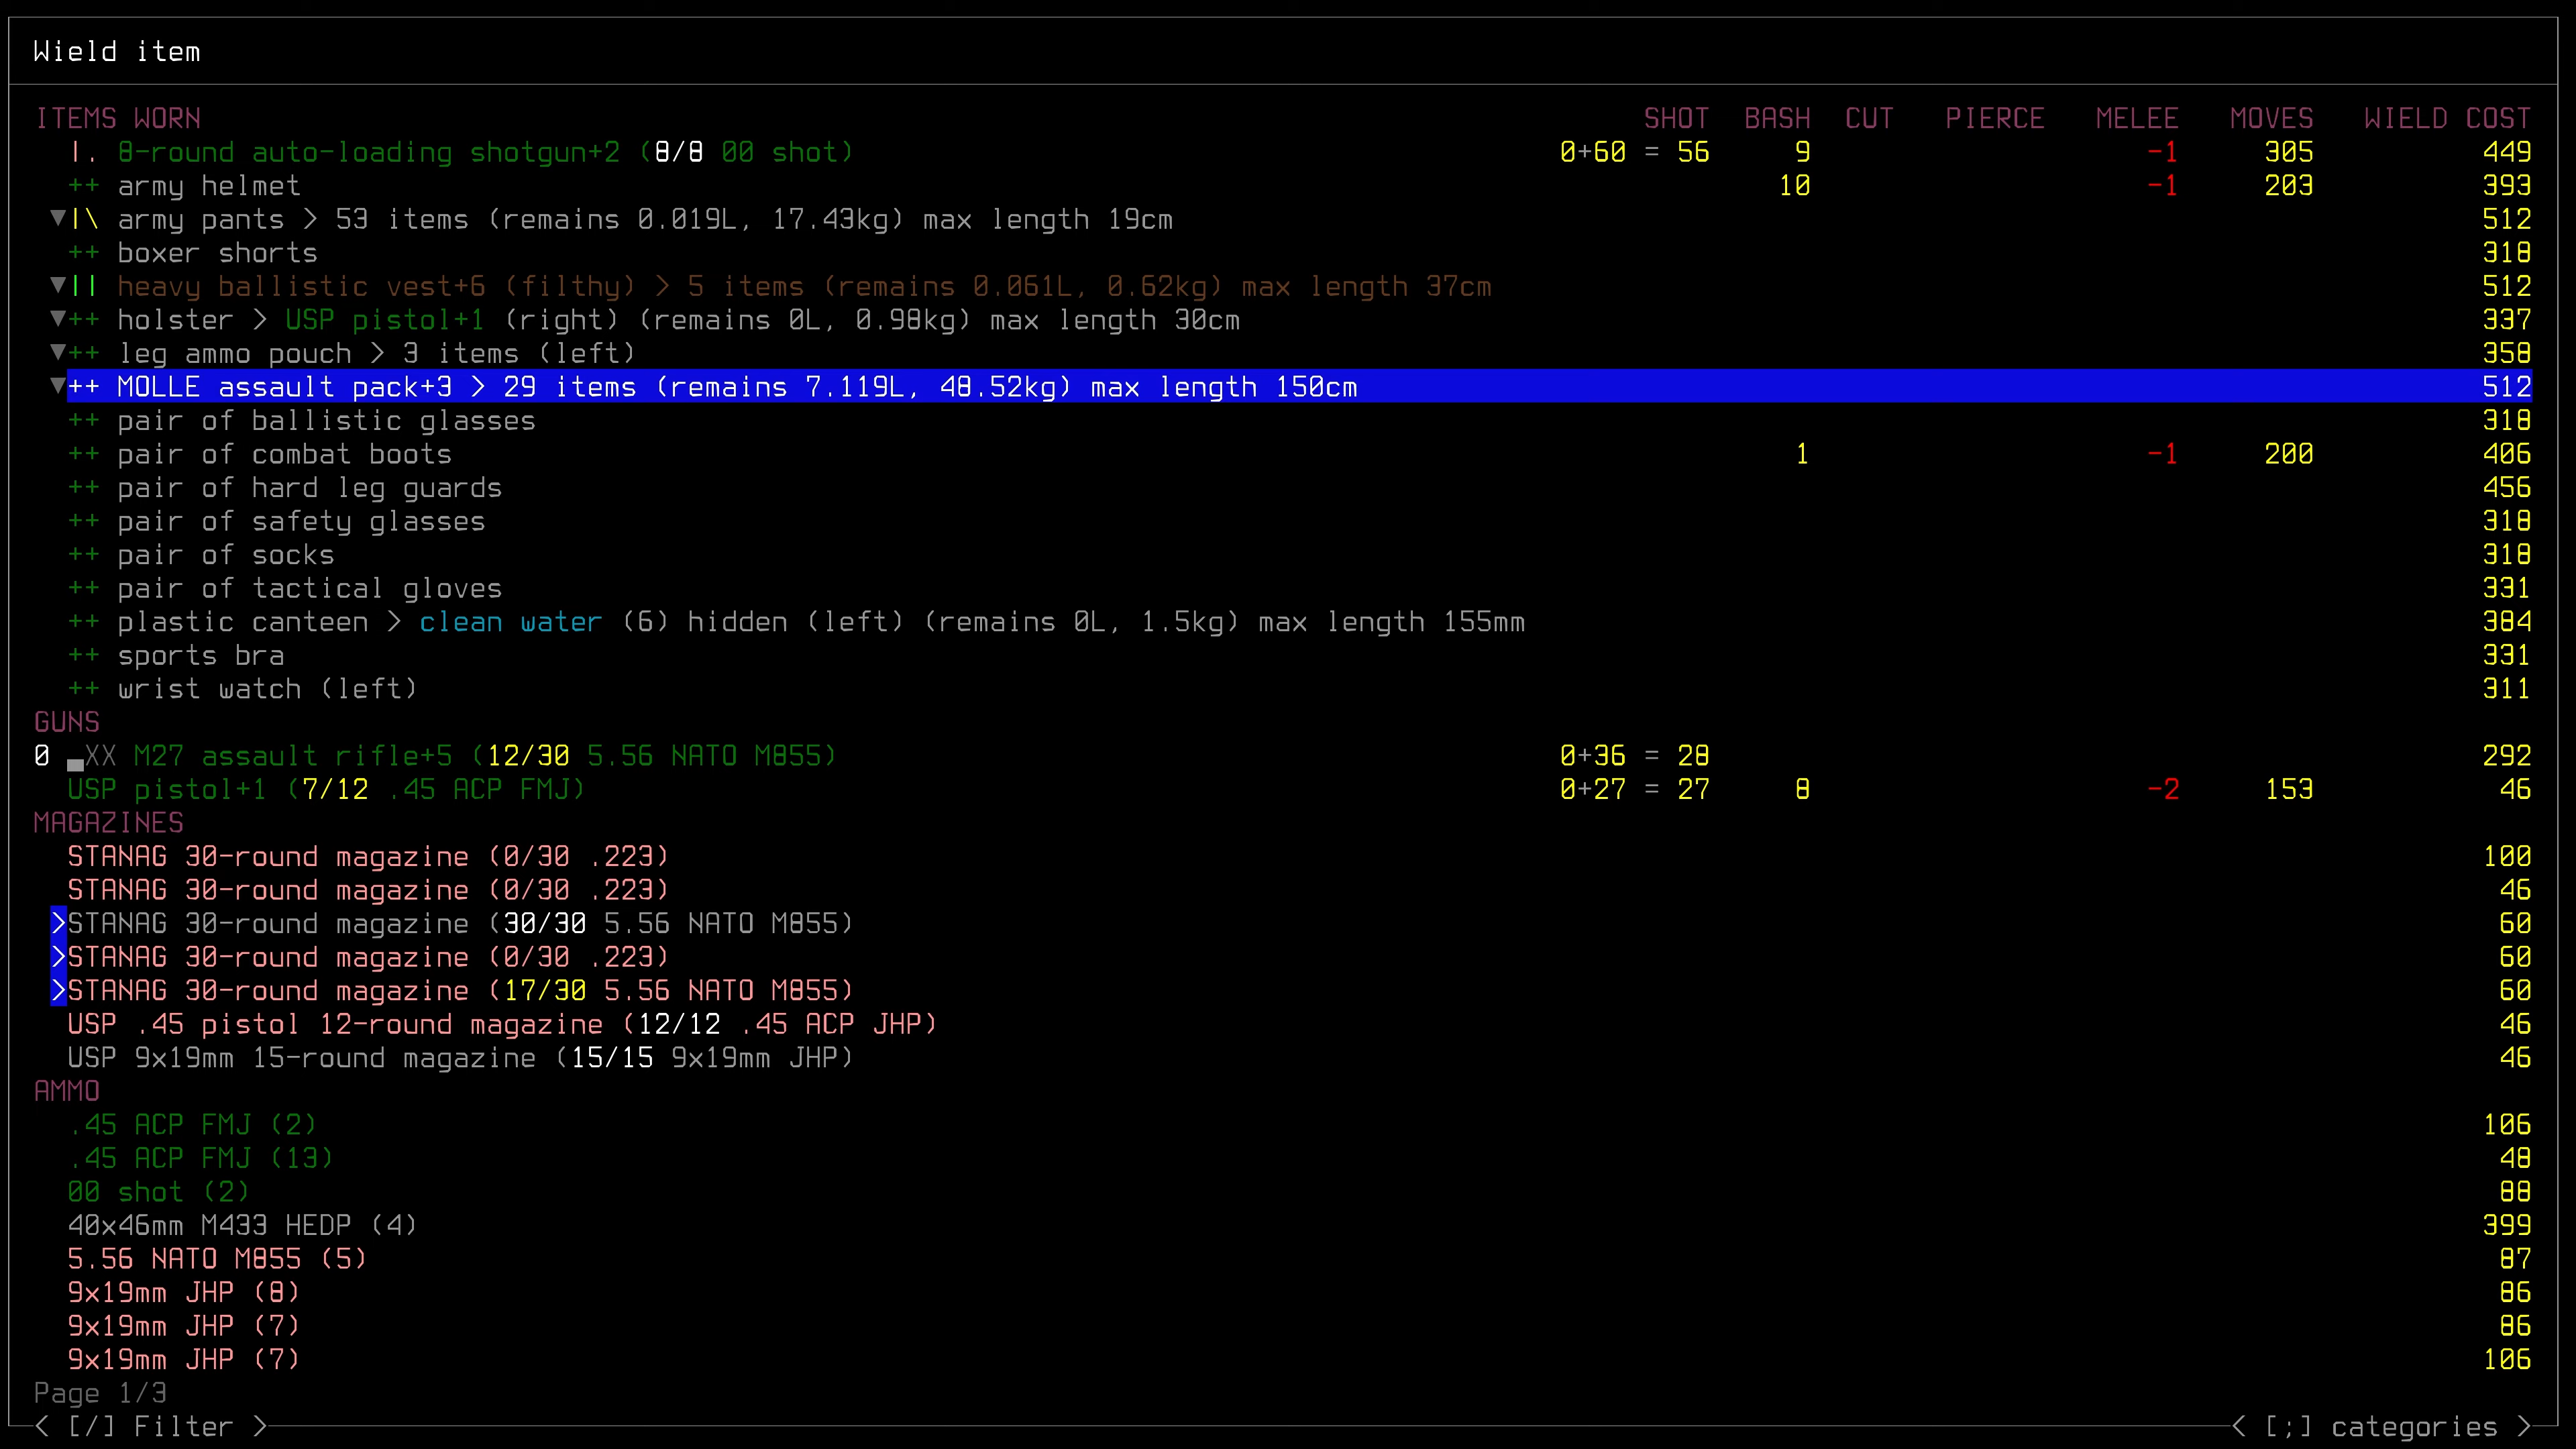 Wield item
ITEMS WORN SHOT BASH CUT PIERCE MELEE MOVES WIELD COST
|. 8-round auto-loading shotgun+2 (8/8 00 shot) 0+60 = 56 9 -1 305 449
++ army helmet 10 -1 203 393
▼|\ army pants > 53 items (remains 0.019L, 17.43kg) max length 19cm 512
++ boxer shorts 318
▼|| heavy ballistic vest+6 (filthy) > 5 items (remains 0.061L, 0.62kg) max length 37cm 512
▼++ holster > USP pistol+1 (right) (remains 0L, 0.98kg) max length 30cm 337
▼++ leg ammo pouch > 3 items (left) 358
▼++ MOLLE assault pack+3 > 29 items (remains 7.119L, 48.52kg) max length 150cm 512
++ pair of ballistic glasses 318
++ pair of combat boots 1 -1 200 406
++ pair of hard leg guards 456
++ pair of safety glasses 318
++ pair of socks 318
++ pair of tactical gloves 331
++ plastic canteen > clean water (6) hidden (left) (remains 0L, 1.5kg) max length 155mm 384
++ sports bra 331
++ wrist watch (left) 311
GUNS
0 _XX M27 assault rifle+5 (12/30 5.56 NATO M855) 0+36 = 28 292
USP pistol+1 (7/12 .45 ACP FMJ) 0+27 = 27 8 -2 153 46
MAGAZINES
STANAG 30-round magazine (0/30 .223) 100
STANAG 30-round magazine (0/30 .223) 46
>STANAG 30-round magazine (30/30 5.56 NATO M855) 60
>STANAG 30-round magazine (0/30 .223) 60
>STANAG 30-round magazine (17/30 5.56 NATO M855) 60
USP .45 pistol 12-round magazine (12/12 .45 ACP JHP) 46
USP 9x19mm 15-round magazine (15/15 9x19mm JHP) 46
AMMO
.45 ACP FMJ (2) 106
.45 ACP FMJ (13) 48
00 shot (2) 88
40x46mm M433 HEDP (4) 399
5.56 NATO M855 (5) 87
9x19mm JHP (8) 86
9x19mm JHP (7) 86
9x19mm JHP (7) 106
Page 1/3
< [/] Filter > < [;] categories >